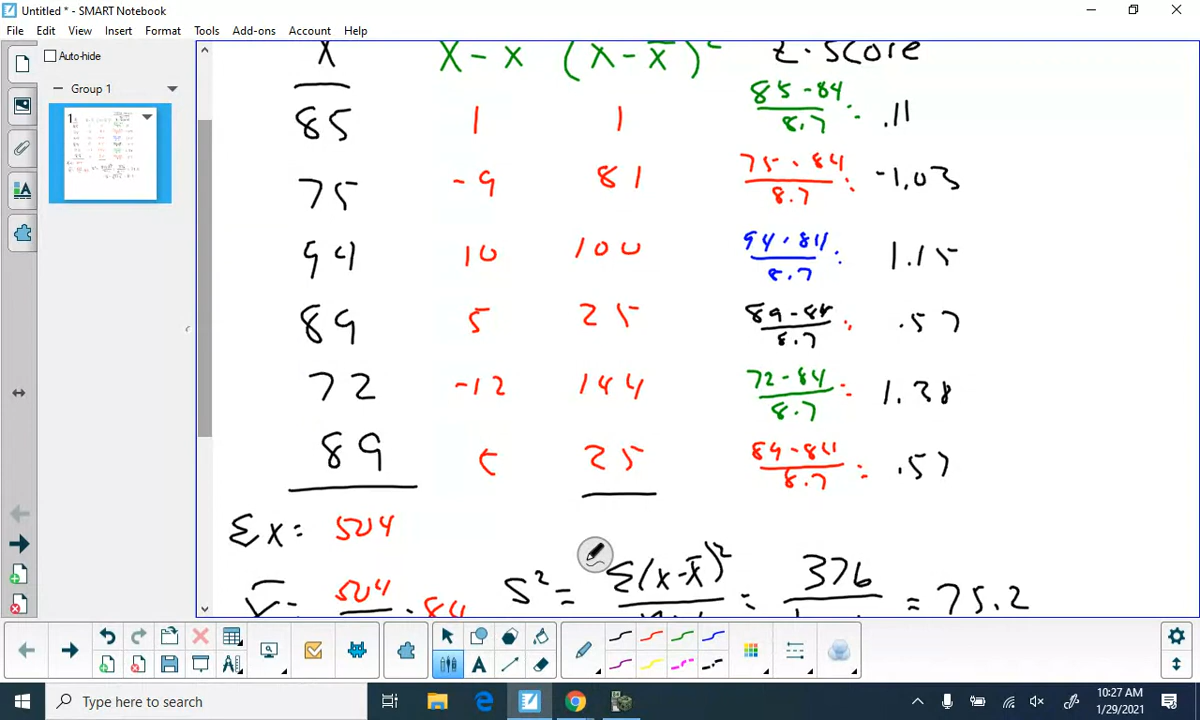 Untitled * - SMART Notebook
File Edit View Insert Format Tools Add-ons Account Help
Auto-hide
Group 1
1
X X - x (X - x̄)² z-score
85 1 1 85-84/8.7 = .11
75 -9 81 75-84/8.7 = -1.03
94 10 100 94-84/8.7 = 1.15
89 5 25 89-84/8.7 = .57
72 -12 144 72-84/8.7 = 1.38
89 5 25 89-84/8.7 = .57
Σx = 504
x̄ = 504 = 84 S² = Σ(x-x̄)² = 376 = 75.2
Type here to search
10:27 AM
1/29/2021